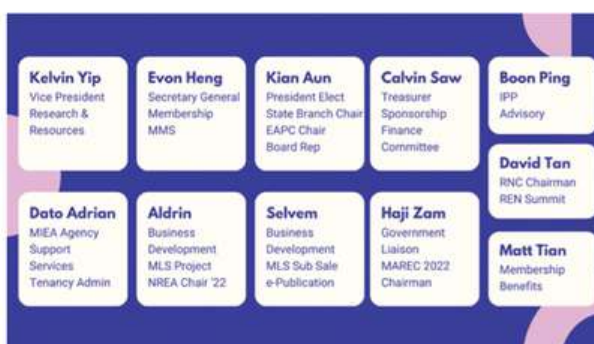 Kelvin Yip
Vice President
Research &
Resources
Evon Heng
Secretary General
Membership
MMS
Kian Aun
President Elect
State Branch Chair
EAPC Chair
Board Rep
Calvin Saw
Treasurer
Sponsorship
Finance
Committee
Boon Ping
IPP
Advisory
David Tan
RNC Chairman
REN Summit
Dato Adrian
MIEA Agency
Support
Services
Tenancy Admin
Aldrin
Business
Development
MLS Project
NREA Chair '22
Selvem
Business
Development
MLS Sub Sale
e-Publication
Haji Zam
Government
Liaison
MAREC 2022
Chairman
Matt Tian
Membership
Benefits